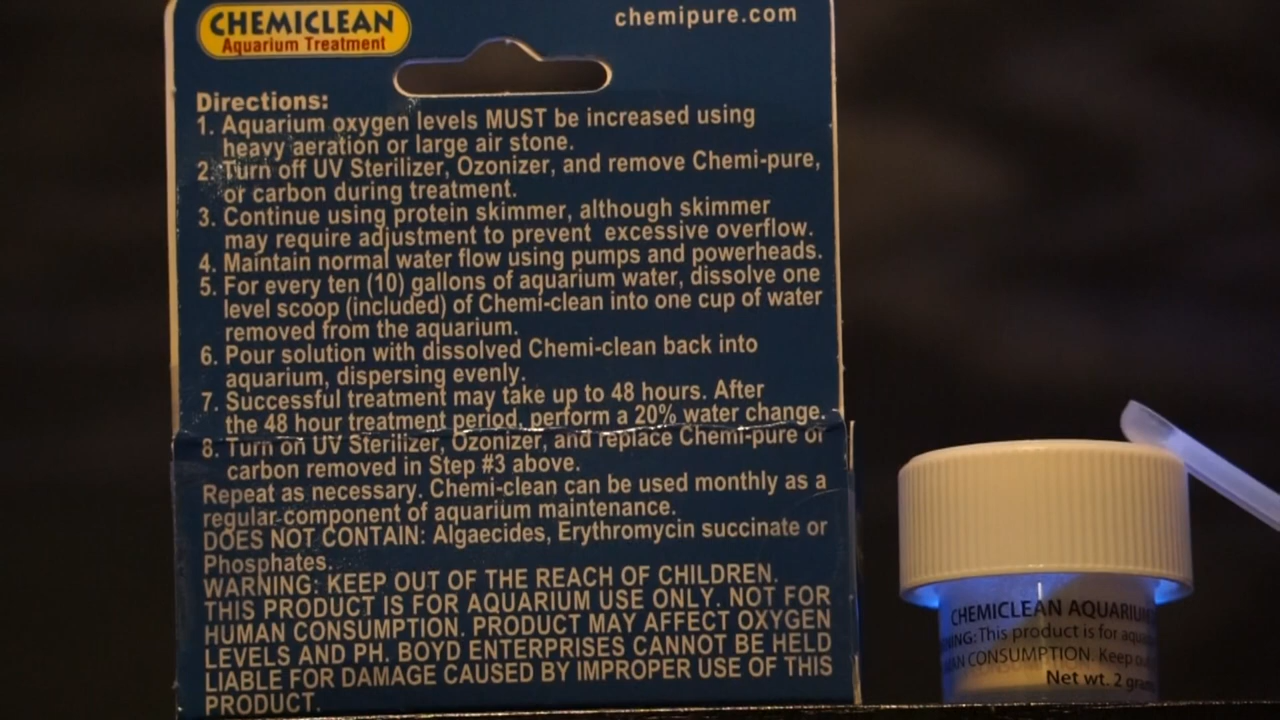 CHEMICLEAN
Aquarium Treatment
chemipure.com
Directions:
1. Aquarium oxygen levels MUST be increased using
heavy aeration or large air stone.
2. Turn off UV Sterilizer, Ozonizer, and remove Chemi-pure,
or carbon during treatment.
3. Continue using protein skimmer, although skimmer
may require adjustment to prevent excessive overflow.
4. Maintain normal water flow using pumps and powerheads.
5. For every ten (10) gallons of aquarium water, dissolve one
level scoop (included) of Chemi-clean into one cup of water
removed from the aquarium.
6. Pour solution with dissolved Chemi-clean back into
aquarium, dispersing evenly.
7. Successful treatment may take up to 48 hours. After
the 48 hour treatment period, perform a 20% water change.
8. Turn on UV Sterilizer, Ozonizer, and replace Chemi-pure or
carbon removed in Step #3 above.
Repeat as necessary. Chemi-clean can be used monthly as a
regular component of aquarium maintenance.
DOES NOT CONTAIN: Algaecides, Erythromycin succinate or
Phosphates.
WARNING: KEEP OUT OF THE REACH OF CHILDREN.
THIS PRODUCT IS FOR AQUARIUM USE ONLY. NOT FOR
HUMAN CONSUMPTION. PRODUCT MAY AFFECT OXYGEN
LEVELS AND PH. BOYD ENTERPRISES CANNOT BE HELD
LIABLE FOR DAMAGE CAUSED BY IMPROPER USE OF THIS
PRODUCT.
CHEMICLEAN AQUARIUM
This product is for
CONSUMPTION. Keep
Net wt. 2